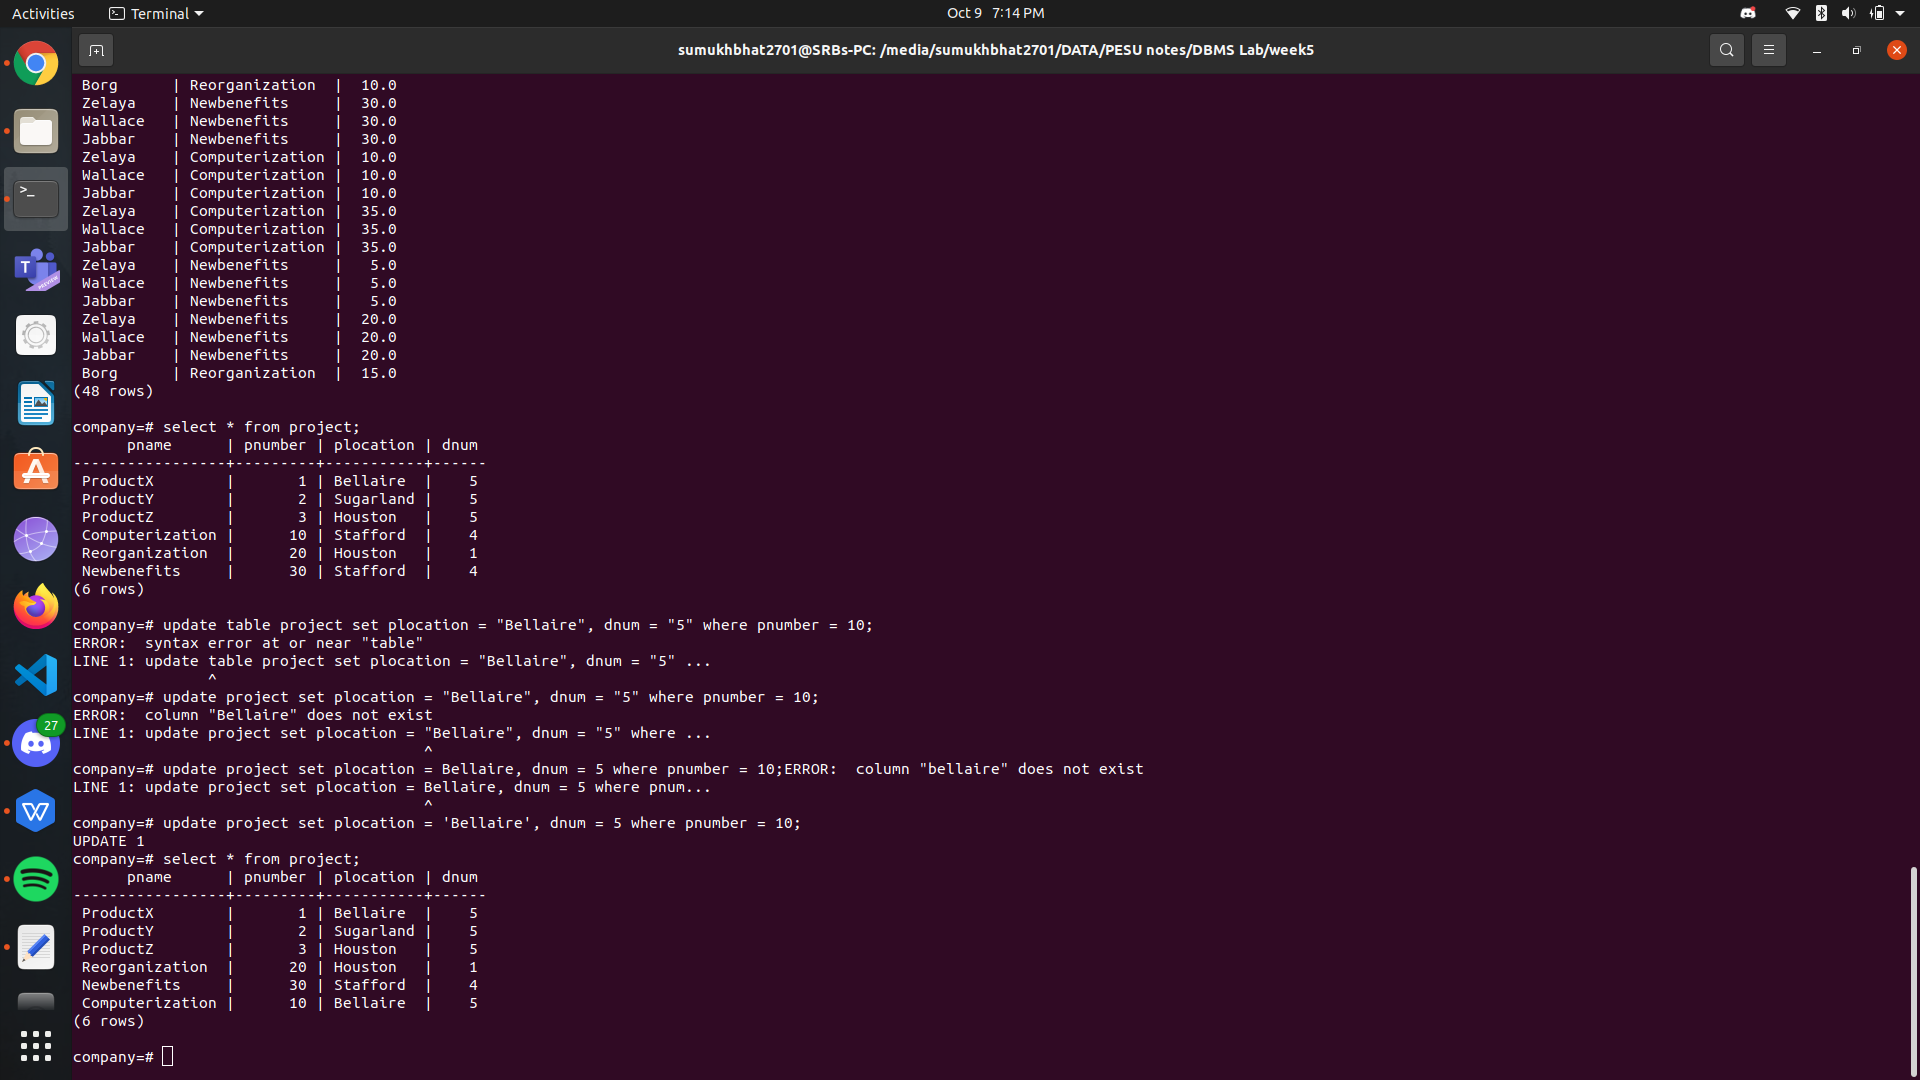 Activities
Terminal
Oct 9 7:14 PM
sumukhbhat2701@SRBs-PC: /media/sumukhbhat2701/DATA/PESU notes/DBMS Lab/week5
 Borg      | Reorganization  |  10.0
 Zelaya    | Newbenefits     |  30.0
 Wallace   | Newbenefits     |  30.0
 Jabbar    | Newbenefits     |  30.0
 Zelaya    | Computerization |  10.0
 Wallace   | Computerization |  10.0
 Jabbar    | Computerization |  10.0
 Zelaya    | Computerization |  35.0
 Wallace   | Computerization |  35.0
 Jabbar    | Computerization |  35.0
 Zelaya    | Newbenefits     |   5.0
 Wallace   | Newbenefits     |   5.0
 Jabbar    | Newbenefits     |   5.0
 Zelaya    | Newbenefits     |  20.0
 Wallace   | Newbenefits     |  20.0
 Jabbar    | Newbenefits     |  20.0
 Borg      | Reorganization  |  15.0
(48 rows)
company=# select * from project;
      pname      | pnumber | plocation | dnum
-----------------+---------+-----------+------
 ProductX        |       1 | Bellaire  |    5
 ProductY        |       2 | Sugarland |    5
 ProductZ        |       3 | Houston   |    5
 Computerization |      10 | Stafford  |    4
 Reorganization  |      20 | Houston   |    1
 Newbenefits     |      30 | Stafford  |    4
(6 rows)
company=# update table project set plocation = "Bellaire", dnum = "5" where pnumber = 10;
ERROR:  syntax error at or near "table"
LINE 1: update table project set plocation = "Bellaire", dnum = "5" ...
               ^
company=# update project set plocation = "Bellaire", dnum = "5" where pnumber = 10;
ERROR:  column "Bellaire" does not exist
LINE 1: update project set plocation = "Bellaire", dnum = "5" where ...
                                       ^
company=# update project set plocation = Bellaire, dnum = 5 where pnumber = 10;ERROR:  column "bellaire" does not exist
LINE 1: update project set plocation = Bellaire, dnum = 5 where pnum...
                                       ^
company=# update project set plocation = 'Bellaire', dnum = 5 where pnumber = 10;
UPDATE 1
company=# select * from project;
      pname      | pnumber | plocation | dnum
-----------------+---------+-----------+------
 ProductX        |       1 | Bellaire  |    5
 ProductY        |       2 | Sugarland |    5
 ProductZ        |       3 | Houston   |    5
 Reorganization  |      20 | Houston   |    1
 Newbenefits     |      30 | Stafford  |    4
 Computerization |      10 | Bellaire  |    5
(6 rows)
company=#
>_
T
PREVIEW
27